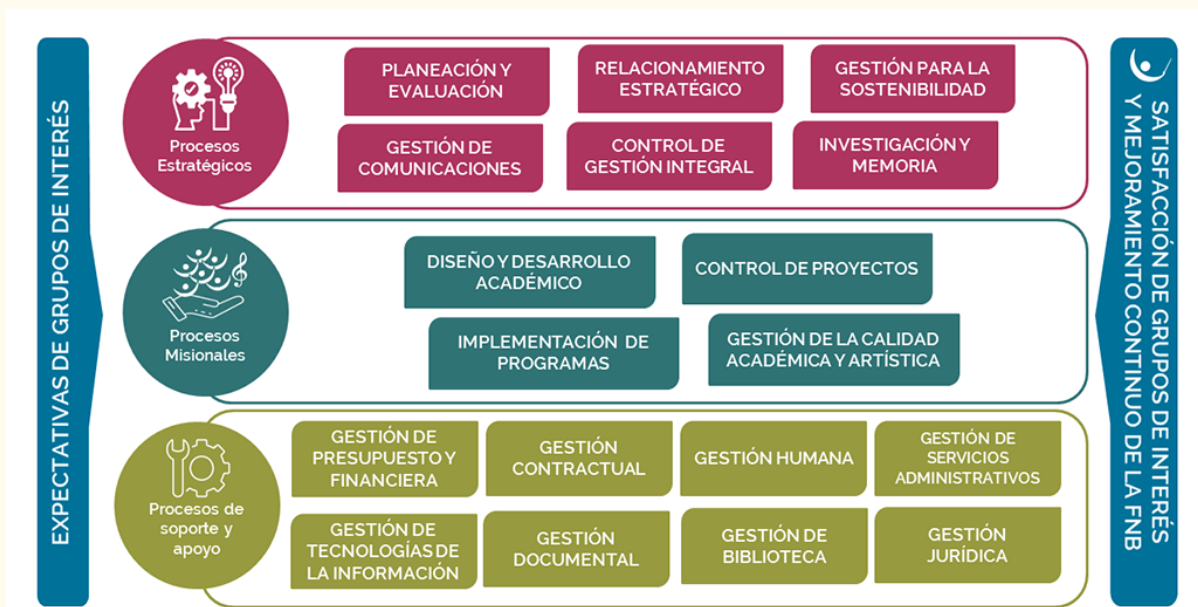 EXPECTATIVAS DE GRUPOS DE INTERÉS
Procesos
Estratégicos
PLANEACIÓN Y
EVALUACIÓN
RELACIONAMIENTO
ESTRATÉGICO
GESTIÓN PARA LA
SOSTENIBILIDAD
GESTIÓN DE
COMUNICACIONES
CONTROL DE
GESTIÓN INTEGRAL
INVESTIGACIÓN Y
MEMORIA
Procesos
Misionales
DISEÑO Y DESARROLLO
ACADÉMICO
CONTROL DE PROYECTOS
IMPLEMENTACIÓN DE
PROGRAMAS
GESTIÓN DE LA CALIDAD
ACADÉMICA Y ARTÍSTICA
Procesos de
soporte y
apoyo
GESTIÓN DE
PRESUPUESTO Y
FINANCIERA
GESTIÓN
CONTRACTUAL
GESTIÓN HUMANA
GESTIÓN DE
SERVICIOS
ADMINISTRATIVOS
GESTIÓN DE
TECNOLOGÍAS DE
LA INFORMACIÓN
GESTIÓN
DOCUMENTAL
GESTIÓN DE
BIBLIOTECA
GESTIÓN
JURÍDICA
SATISFACCIÓN DE GRUPOS DE INTERÉS
Y MEJORAMIENTO CONTINUO DE LA FNB